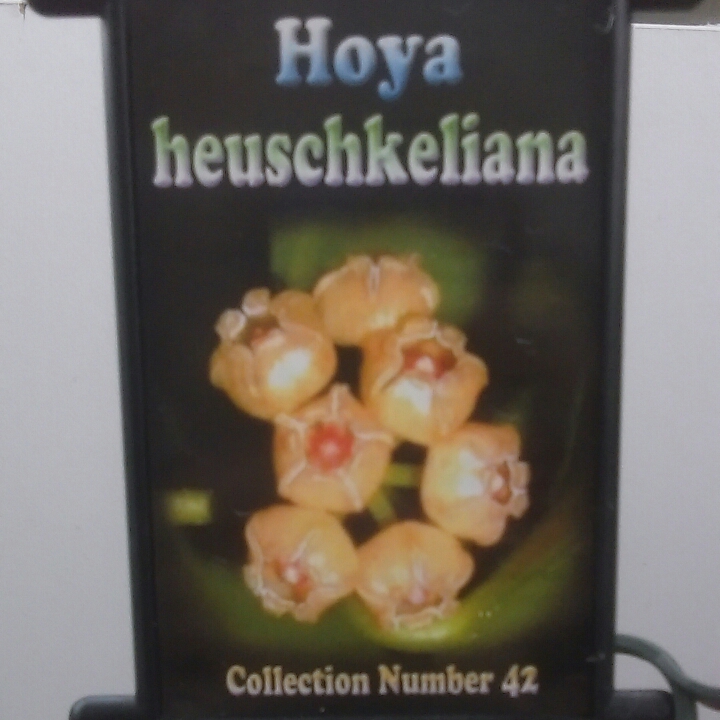 Hoya
heuschkeliana
Collection Number 42